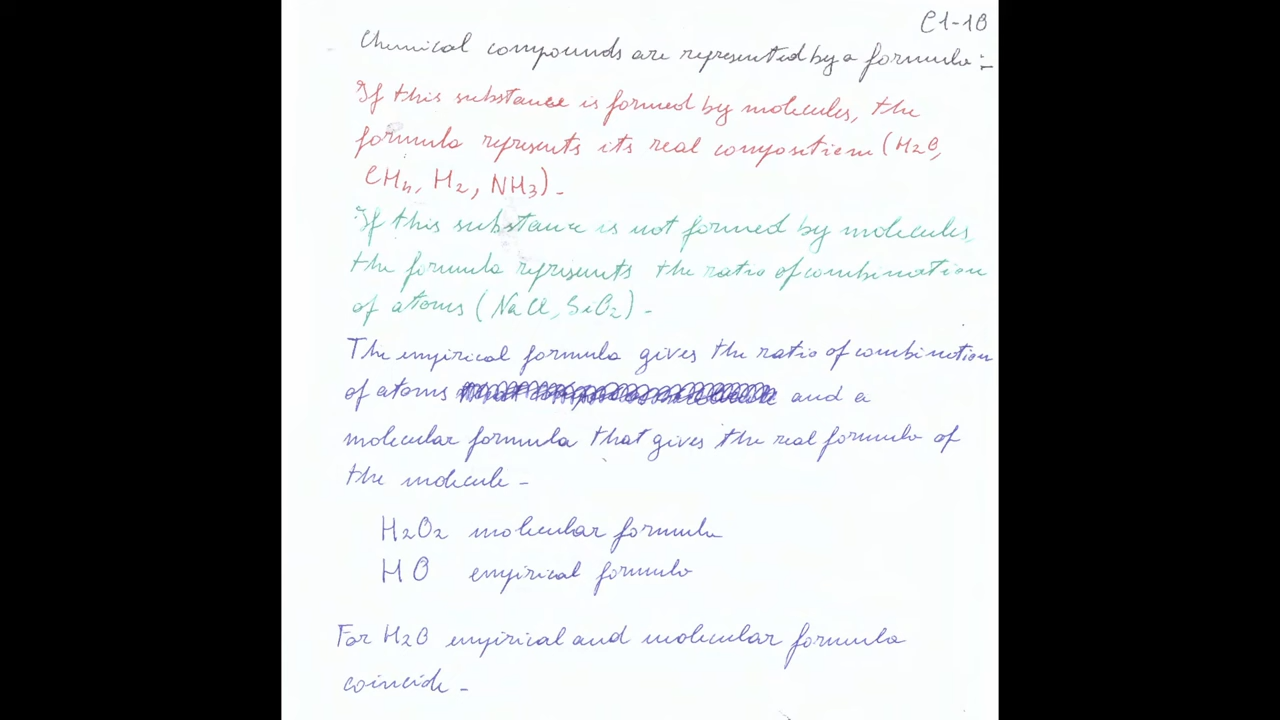 C1-10
Chemical compounds are represented by a formula:-
If this substance is formed by molecules, the
formula represents its real composition (H2O,
CH4, H2, NH3).-
If this substance is not formed by molecules,
the formula represents the ratio of combination
of atoms (NaCl, SiO2).-
The empirical formula gives the ratio of combination
of atoms and a
molecular formula that gives the real formula of
the molecule.-
H2O2 molecular formula
HO empirical formula
For H2O empirical and molecular formula
coincide.-